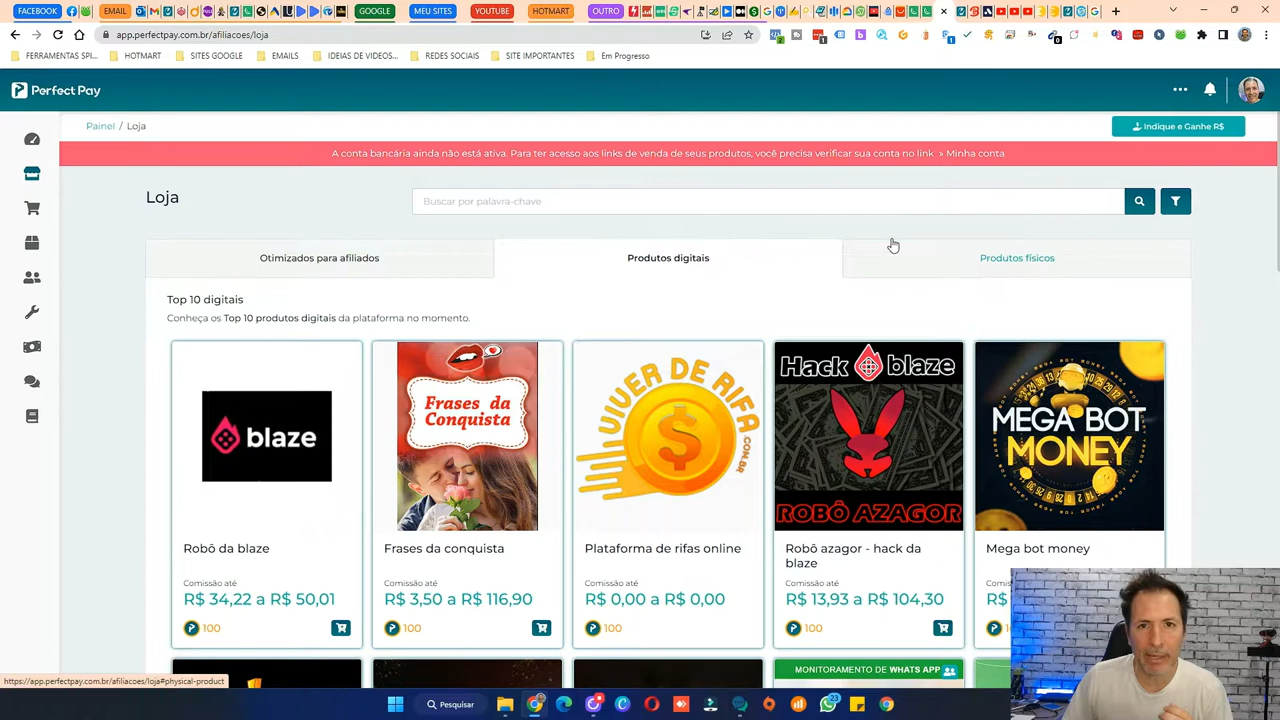 FACEBOOK
EMAIL
GOOGLE
MEU SITES
YOUTUBE
HOTMART
OUTRO
app.perfectpay.com.br/afiliacoes/loja
FERRAMENTAS SPI...
HOTMART
SITES GOOGLE
EMAILS
IDEIAS DE VIDEOS...
REDES SOCIAIS
SITE IMPORTANTES
Em Progresso
Perfect Pay
Painel / Loja
Indique e Ganhe R$
A conta bancária ainda não está ativa. Para ter acesso aos links de venda de seus produtos, você precisa verificar sua conta no link » Minha conta
Loja
Buscar por palavra-chave
Otimizados para afiliados
Produtos digitais
Produtos físicos
Top 10 digitais
Conheça os Top 10 produtos digitais da plataforma no momento.
blaze
Frases da
Conquista
VIVER DE RIFA
.COM.BR
Hack blaze
ROBÔ AZAGOR
MEGA BOT
MONEY
Robô da blaze
Comissão até
R$ 34,22 a R$ 50,01
100
Frases da conquista
Comissão até
R$ 3,50 a R$ 116,90
100
Plataforma de rifas online
Comissão até
R$ 0,00 a R$ 0,00
100
Robô azagor - hack da
blaze
Comissão até
R$ 13,93 a R$ 104,30
100
Mega bot money
MONITORAMENTO DE WHATS APP
https://app.perfectpay.com.br/afiliacoes/loja#physical-product
Pesquisar
23